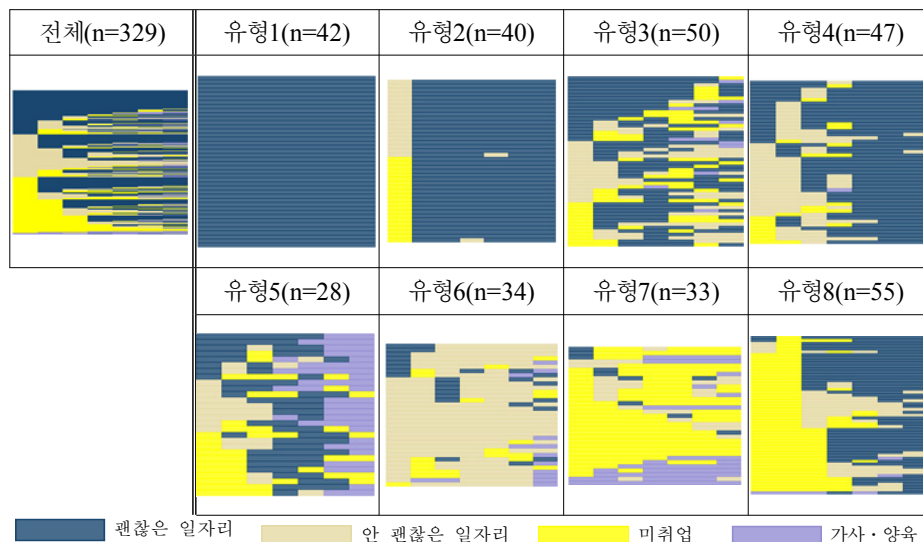 전체(n=329) 유형1(n=42) 유형2(n=40) 유형3(n=50) 유형4(n=47)
유형5(n=28) 유형6(n=34) 유형7(n=33) 유형8(n=55)
괜찮은 일자리 안 괜찮은 일자리 미취업 가사·양육